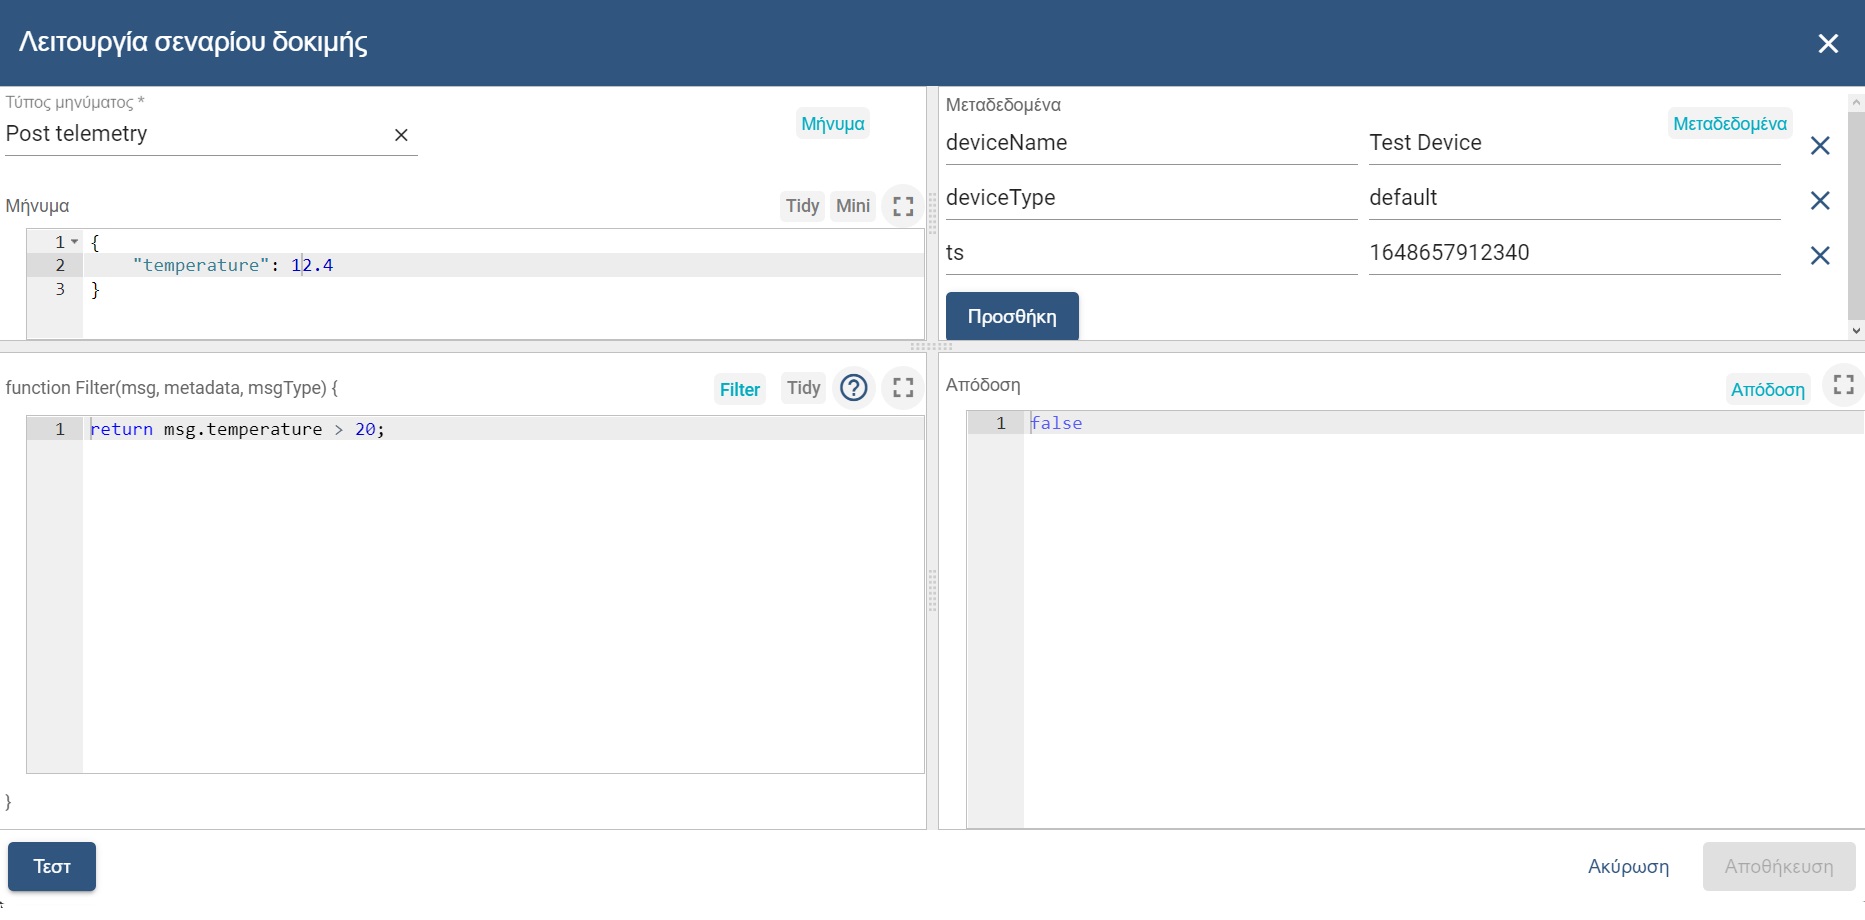 Λειτουργία σεναρίου δοκιμής
Τύπος μηνύματος *
Post telemetry
Μήνυμα
Μήνυμα
Tidy Mini
1 {
2 "temperature": 12.4
3 }
Μεταδεδομένα
Μεταδεδομένα
deviceName Test Device
deviceType default
ts 1648657912340
Προσθήκη
function Filter(msg, metadata, msgType) {
Filter Tidy
1 return msg.temperature > 20;
}
Απόδοση
Απόδοση
1 false
Τεστ
Ακύρωση
Αποθήκευση